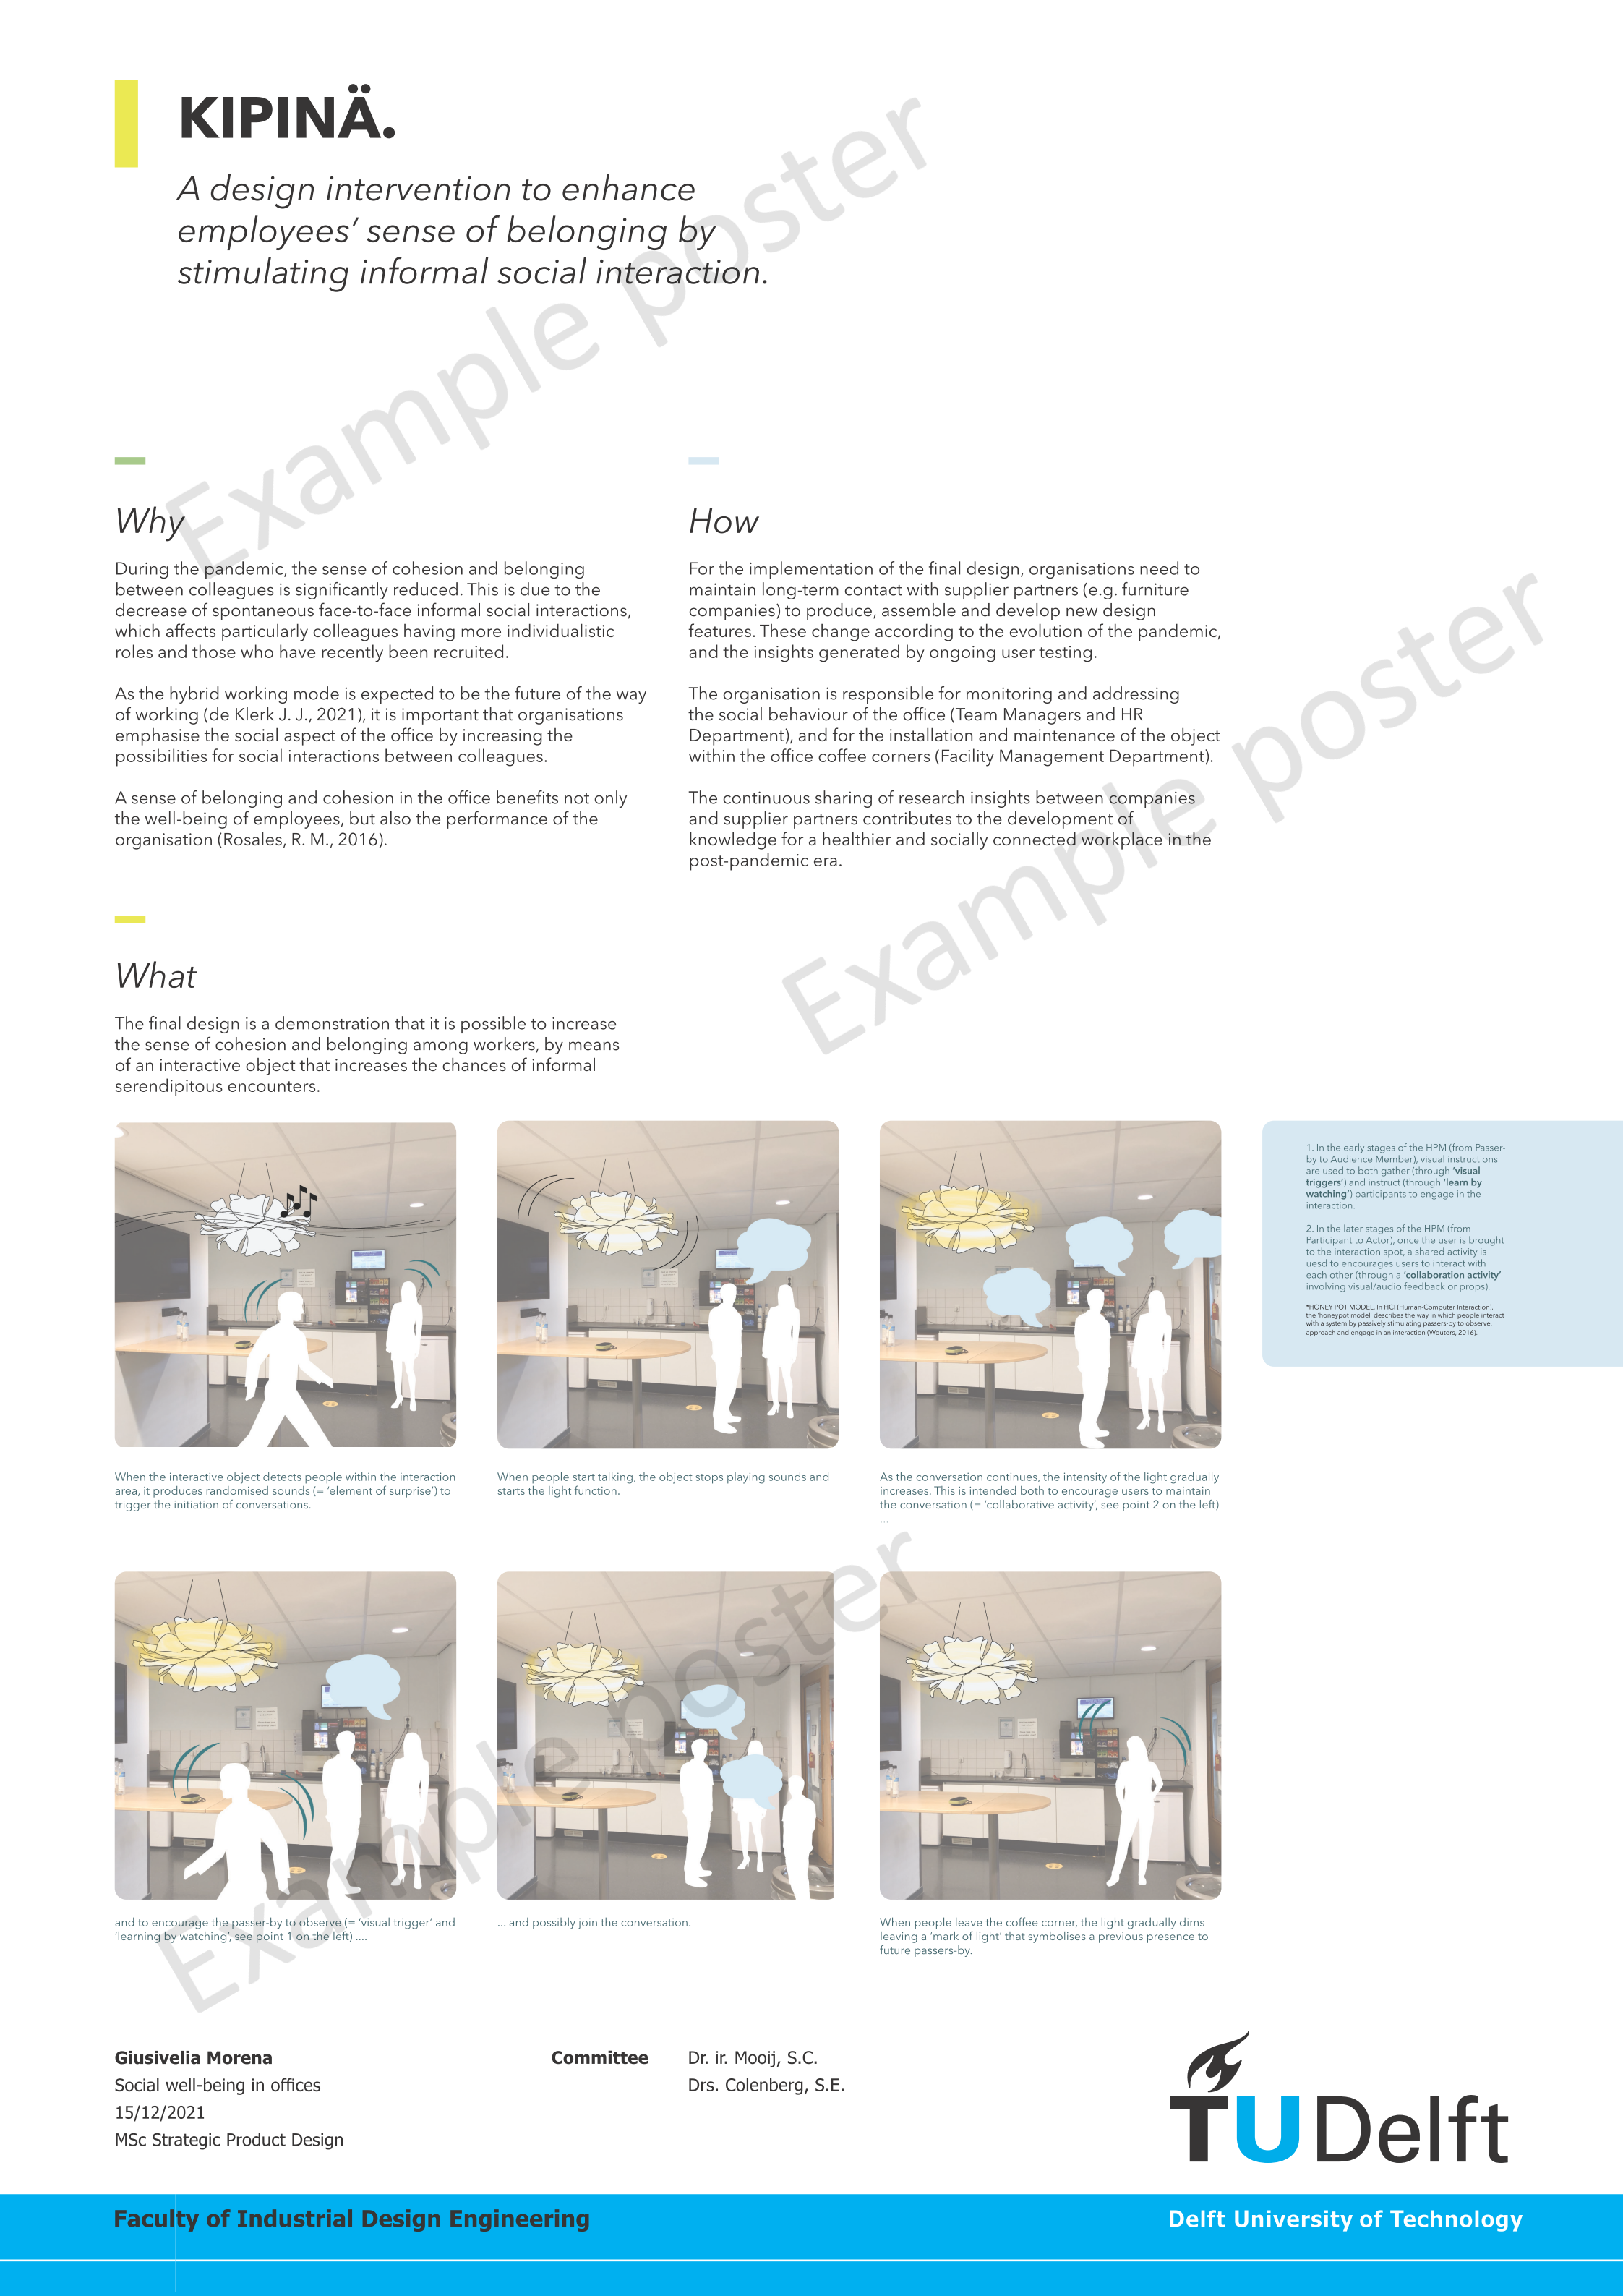 KIPINÄ.
A design intervention to enhance
employees’ sense of belonging by
stimulating informal social interaction.
Example poster
Why
During the pandemic, the sense of cohesion and belonging
between colleagues is significantly reduced. This is due to the
decrease of spontaneous face-to-face informal social interactions,
which affects particularly colleagues having more individualistic
roles and those who have recently been recruited.
As the hybrid working mode is expected to be the future of the way
of working (de Klerk J. J., 2021), it is important that organisations
emphasise the social aspect of the office by increasing the
possibilities for social interactions between colleagues.
A sense of belonging and cohesion in the office benefits not only
the well-being of employees, but also the performance of the
organisation (Rosales, R. M., 2016).
How
For the implementation of the final design, organisations need to
maintain long-term contact with supplier partners (e.g. furniture
companies) to produce, assemble and develop new design
features. These change according to the evolution of the pandemic,
and the insights generated by ongoing user testing.
The organisation is responsible for monitoring and addressing
the social behaviour of the office (Team Managers and HR
Department), and for the installation and maintenance of the object
within the office coffee corners (Facility Management Department).
The continuous sharing of research insights between companies
and supplier partners contributes to the development of
knowledge for a healthier and socially connected workplace in the
post-pandemic era.
Example poster
What
The final design is a demonstration that it is possible to increase
the sense of cohesion and belonging among workers, by means
of an interactive object that increases the chances of informal
serendipitous encounters.
1. In the early stages of the HPM (from Passer-
by to Audience Member), visual instructions
are used to both gather (through ‘visual
triggers’) and instruct (through ‘learn by
watching’) participants to engage in the
interaction.
2. In the later stages of the HPM (from
Participant to Actor), once the user is brought
to the interaction spot, a shared activity is
uesd to encourages users to interact with
each other (through a ‘collaboration activity’
involving visual/audio feedback or props).
*HONEY POT MODEL. In HCI (Human-Computer Interaction),
the ‘honeypot model’ describes the way in which people interact
with a system by passively stimulating passers-by to observe,
approach and engage in an interaction (Wouters, 2016).
When the interactive object detects people within the interaction
area, it produces randomised sounds (= ‘element of surprise’) to
trigger the initiation of conversations.
When people start talking, the object stops playing sounds and
starts the light function.
As the conversation continues, the intensity of the light gradually
increases. This is intended both to encourage users to maintain
the conversation (= ‘collaborative activity’, see point 2 on the left)
...
Example poster
and to encourage the passer-by to observe (= ‘visual trigger’ and
‘learning by watching’, see point 1 on the left) ....
... and possibly join the conversation.
When people leave the coffee corner, the light gradually dims
leaving a ‘mark of light’ that symbolises a previous presence to
future passers-by.
Giusivelia Morena
Social well-being in offices
15/12/2021
MSc Strategic Product Design
Committee
Dr. ir. Mooij, S.C.
Drs. Colenberg, S.E.
TUDelft
Faculty of Industrial Design Engineering
Delft University of Technology